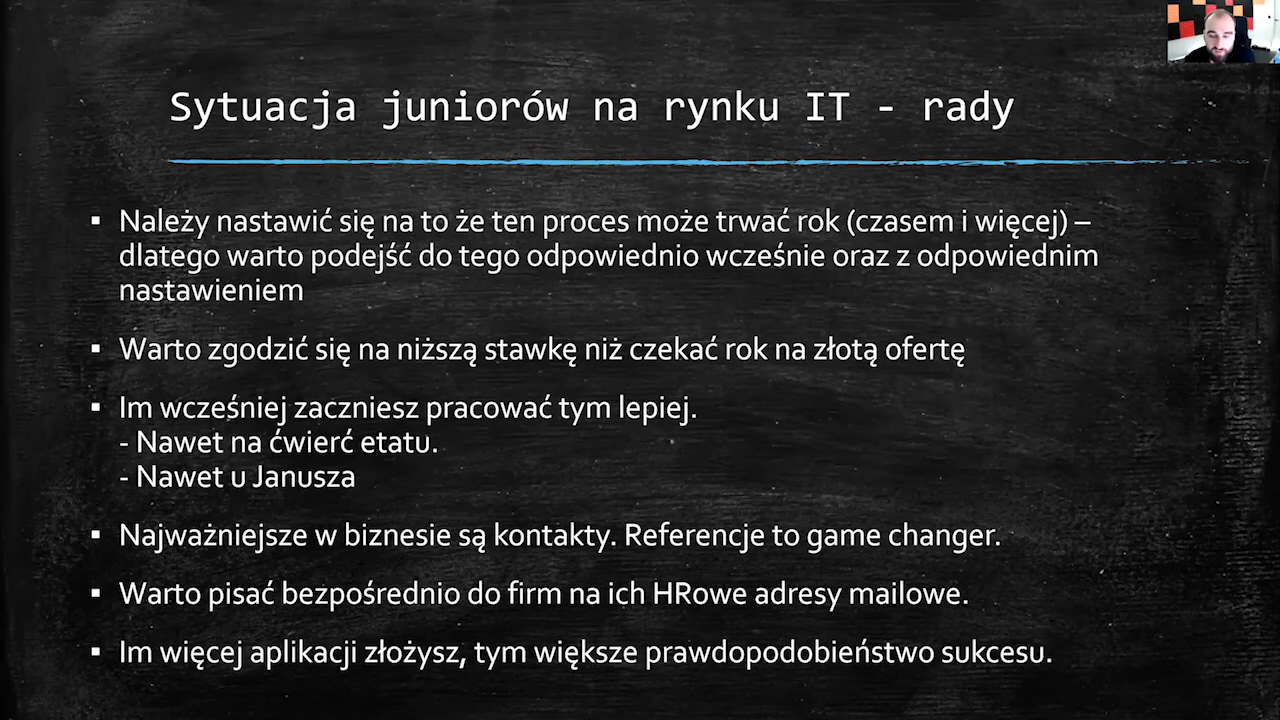 Sytuacja juniorów na rynku IT - rady
▪ Należy nastawić się na to że ten proces może trwać rok (czasem i więcej) –
dlatego warto podejść do tego odpowiednio wcześnie oraz z odpowiednim
nastawieniem
▪ Warto zgodzić się na niższą stawkę niż czekać rok na złotą ofertę
▪ Im wcześniej zaczniesz pracować tym lepiej.
- Nawet na ćwierć etatu.
- Nawet u Janusza
▪ Najważniejsze w biznesie są kontakty. Referencje to game changer.
▪ Warto pisać bezpośrednio do firm na ich HRowe adresy mailowe.
▪ Im więcej aplikacji złożysz, tym większe prawdopodobieństwo sukcesu.